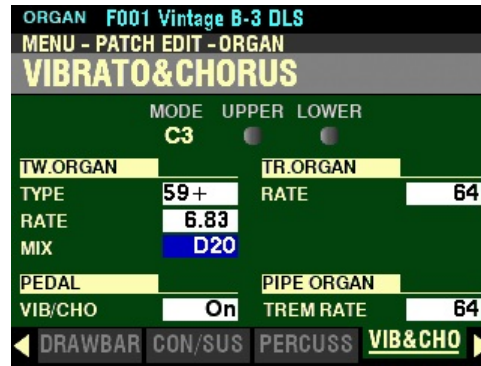 ORGAN F001 Vintage B-3 DLS
MENU - PATCH EDIT - ORGAN
VIBRATO&CHORUS
MODE UPPER LOWER
C3
TW.ORGAN TR.ORGAN
TYPE 59+ RATE 64
RATE 6.83
MIX D20
PEDAL PIPE ORGAN
VIB/CHO On TREM RATE 64
DRAWBAR CON/SUS PERCUSS VIB&CHO